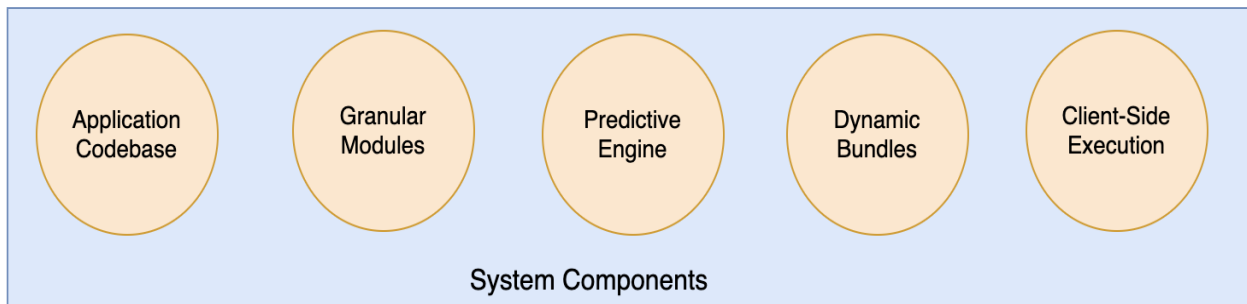 Application
Codebase
Granular
Modules
Predictive
Engine
Dynamic
Bundles
Client-Side
Execution
System Components